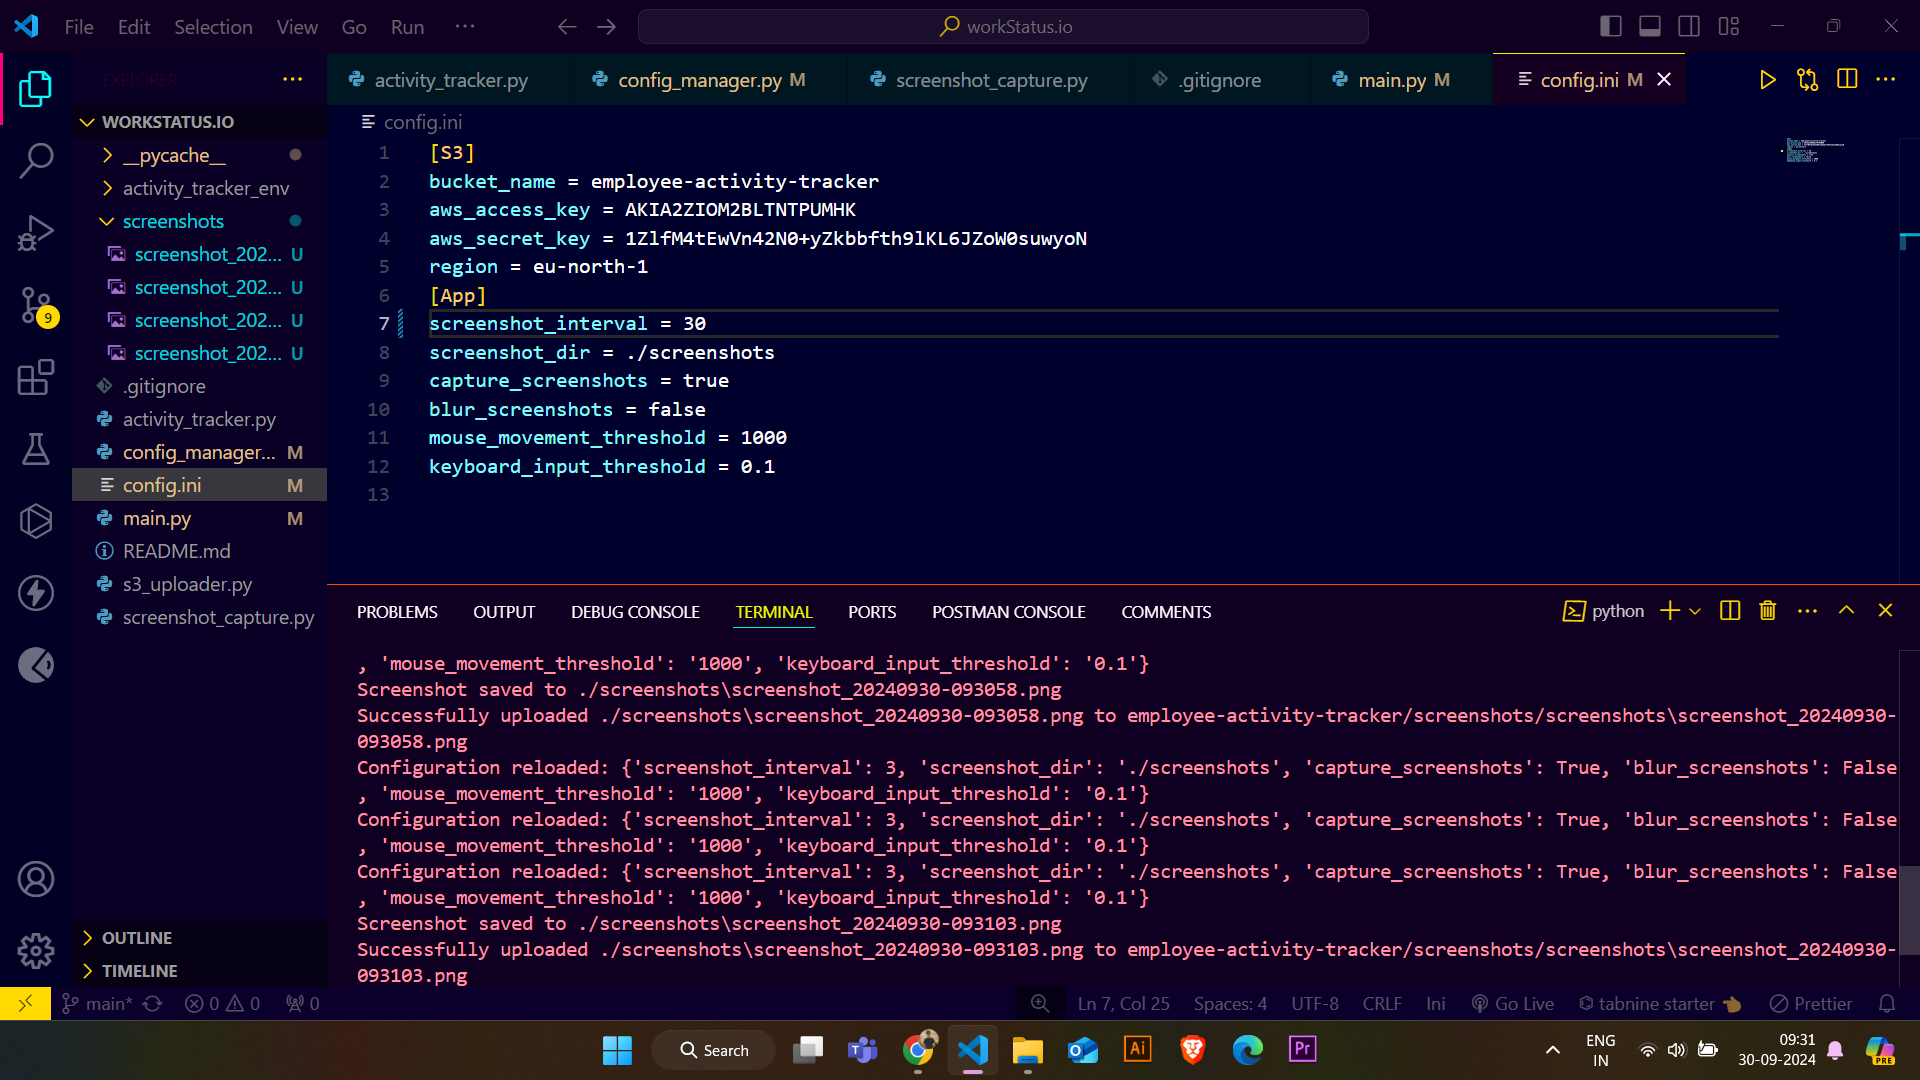 File Edit Selection View Go Run ··· workStatus.io
EXPLORER ···
WORKSTATUS.IO
__pycache__
activity_tracker_env
screenshots
screenshot_202... U
screenshot_202... U
screenshot_202... U
screenshot_202... U
.gitignore
activity_tracker.py
config_manager... M
config.ini M
main.py M
README.md
s3_uploader.py
screenshot_capture.py
OUTLINE
TIMELINE
9
activity_tracker.py config_manager.py M screenshot_capture.py .gitignore main.py M config.ini M
config.ini
1 [S3]
2 bucket_name = employee-activity-tracker
3 aws_access_key = AKIA2ZIOM2BLTNTPUMHK
4 aws_secret_key = 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
5 region = eu-north-1
6 [App]
7 screenshot_interval = 30
8 screenshot_dir = ./screenshots
9 capture_screenshots = true
10 blur_screenshots = false
11 mouse_movement_threshold = 1000
12 keyboard_input_threshold = 0.1
13
PROBLEMS OUTPUT DEBUG CONSOLE TERMINAL PORTS POSTMAN CONSOLE COMMENTS python
, 'mouse_movement_threshold': '1000', 'keyboard_input_threshold': '0.1'}
Screenshot saved to ./screenshots\screenshot_20240930-093058.png
Successfully uploaded ./screenshots\screenshot_20240930-093058.png to employee-activity-tracker/screenshots/screenshots\screenshot_20240930-
093058.png
Configuration reloaded: {'screenshot_interval': 3, 'screenshot_dir': './screenshots', 'capture_screenshots': True, 'blur_screenshots': False
, 'mouse_movement_threshold': '1000', 'keyboard_input_threshold': '0.1'}
Configuration reloaded: {'screenshot_interval': 3, 'screenshot_dir': './screenshots', 'capture_screenshots': True, 'blur_screenshots': False
, 'mouse_movement_threshold': '1000', 'keyboard_input_threshold': '0.1'}
Configuration reloaded: {'screenshot_interval': 3, 'screenshot_dir': './screenshots', 'capture_screenshots': True, 'blur_screenshots': False
, 'mouse_movement_threshold': '1000', 'keyboard_input_threshold': '0.1'}
Screenshot saved to ./screenshots\screenshot_20240930-093103.png
Successfully uploaded ./screenshots\screenshot_20240930-093103.png to employee-activity-tracker/screenshots/screenshots\screenshot_20240930-
093103.png
main* 0 0 0 Ln 7, Col 25 Spaces: 4 UTF-8 CRLF Ini Go Live tabnine starter Prettier
Search Ai Pr ENG 09:31
IN 30-09-2024 PRE